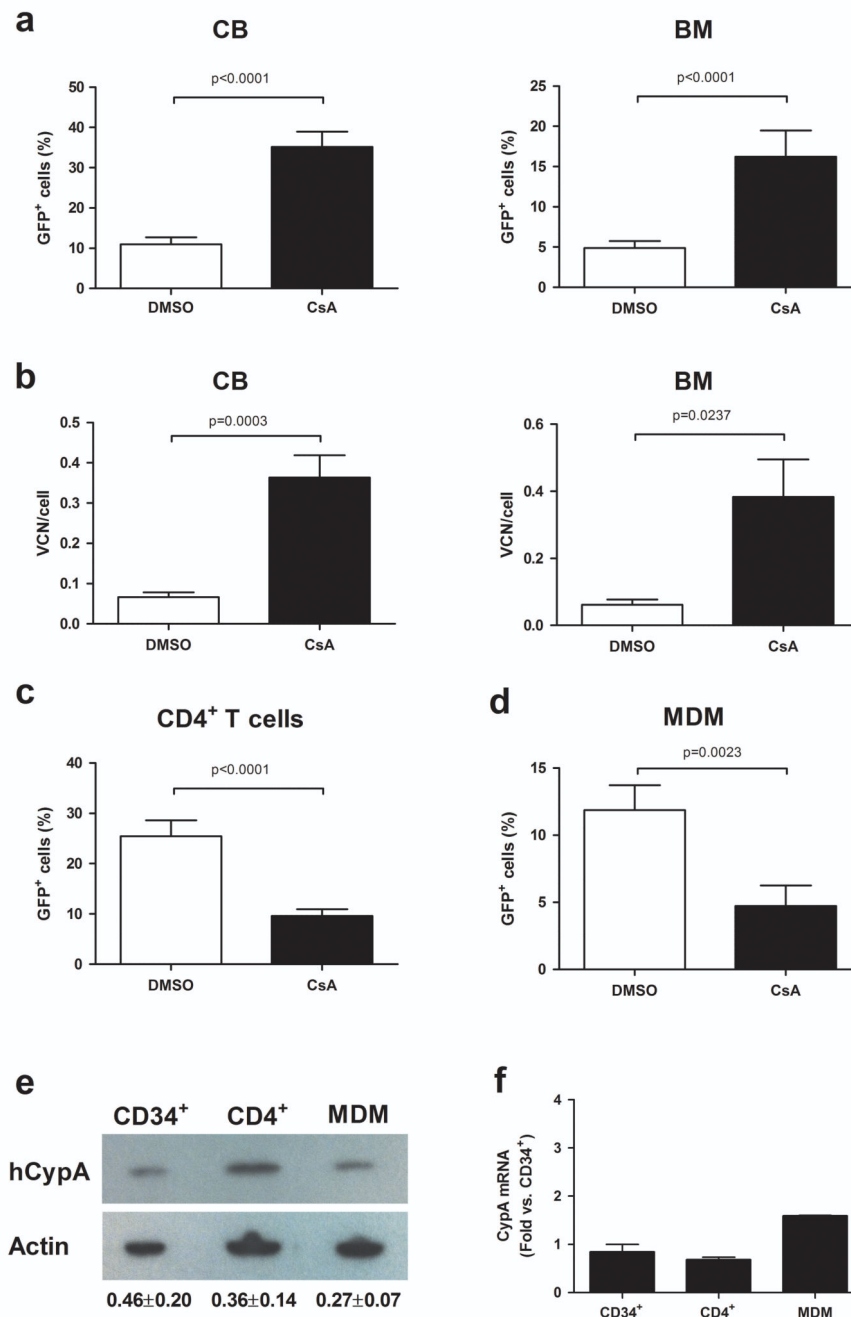 a
CB
p<0.0001
GFP⁺ cells (%)
50
40
30
20
10
0
DMSO
CsA
BM
p<0.0001
GFP⁺ cells (%)
25
20
15
10
5
0
DMSO
CsA
b
CB
p=0.0003
VCN/cell
0.5
0.4
0.3
0.2
0.1
0.0
DMSO
CsA
BM
p=0.0237
VCN/cell
0.6
0.4
0.2
0.0
DMSO
CsA
c
CD4⁺ T cells
p<0.0001
GFP⁺ cells (%)
40
30
20
10
0
DMSO
CsA
d
MDM
p=0.0023
GFP⁺ cells (%)
15
10
5
0
DMSO
CsA
e
CD34⁺ CD4⁺ MDM
hCypA
Actin
0.46±0.20 0.36±0.14 0.27±0.07
f
CypA mRNA
(Fold vs. CD34⁺)
4
3
2
1
0
CD34⁺
CD4⁺
MDM